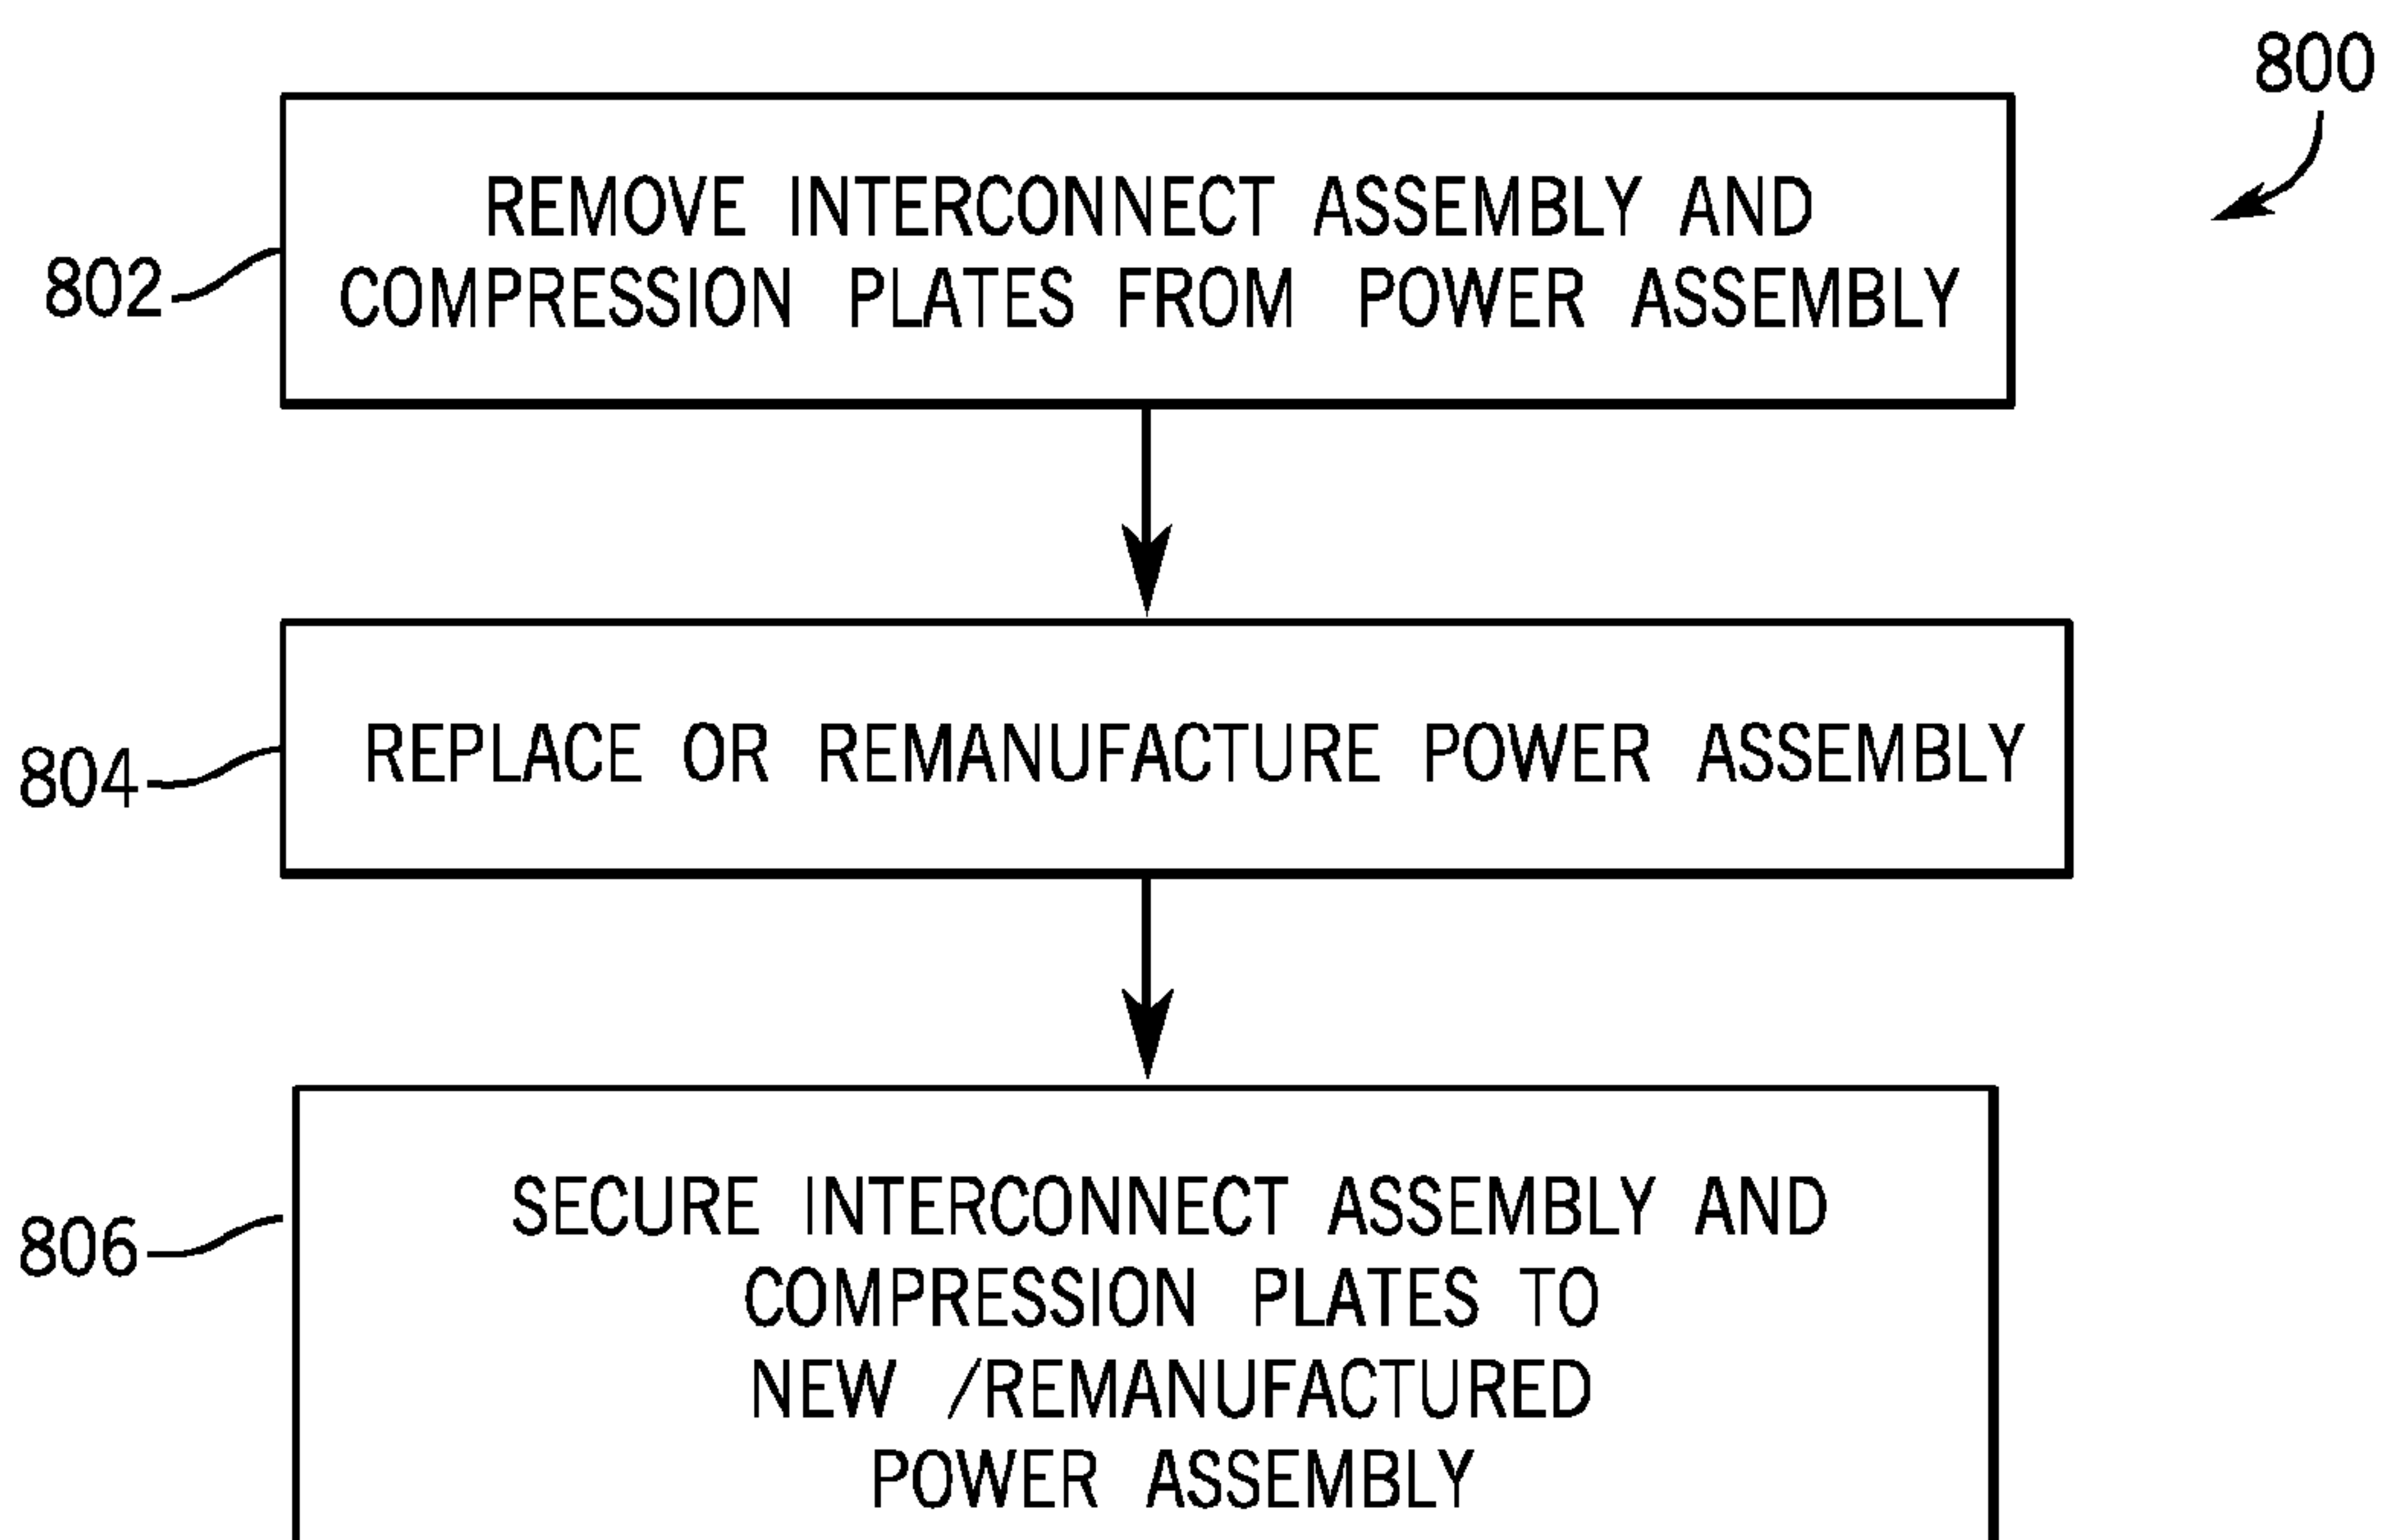 800
REMOVE INTERCONNECT ASSEMBLY AND
COMPRESSION PLATES FROM POWER ASSEMBLY
802
REPLACE OR REMANUFACTURE POWER ASSEMBLY
804
SECURE INTERCONNECT ASSEMBLY AND
COMPRESSION PLATES TO
NEW /REMANUFACTURED
POWER ASSEMBLY
806